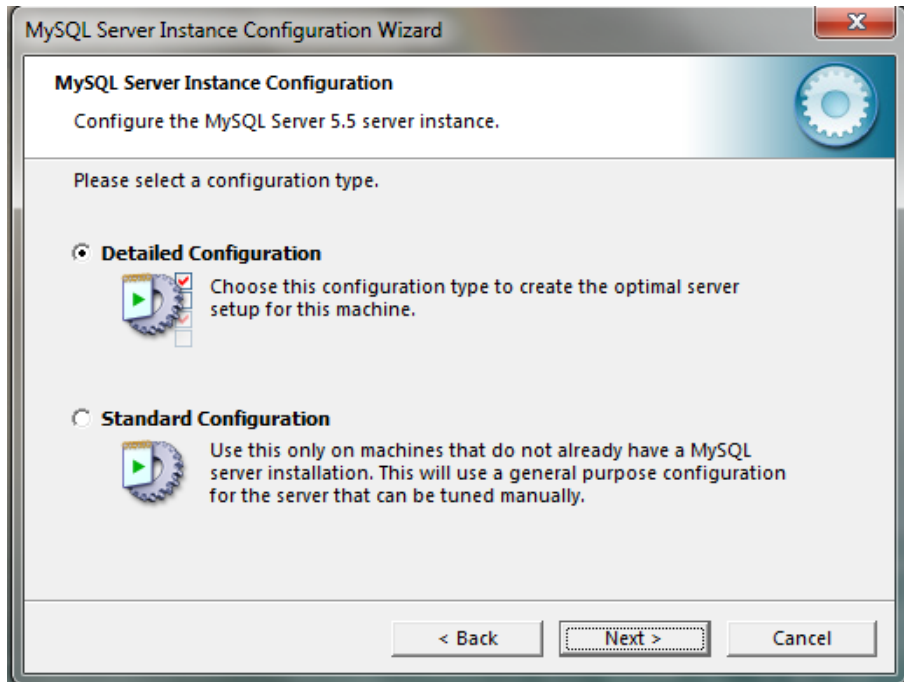 MySQL Server Instance Configuration Wizard
MySQL Server Instance Configuration
Configure the MySQL Server 5.5 server instance.
Please select a configuration type.
Detailed Configuration
Choose this configuration type to create the optimal server
setup for this machine.
Standard Configuration
Use this only on machines that do not already have a MySQL
server installation. This will use a general purpose configuration
for the server that can be tuned manually.
< Back Next > Cancel